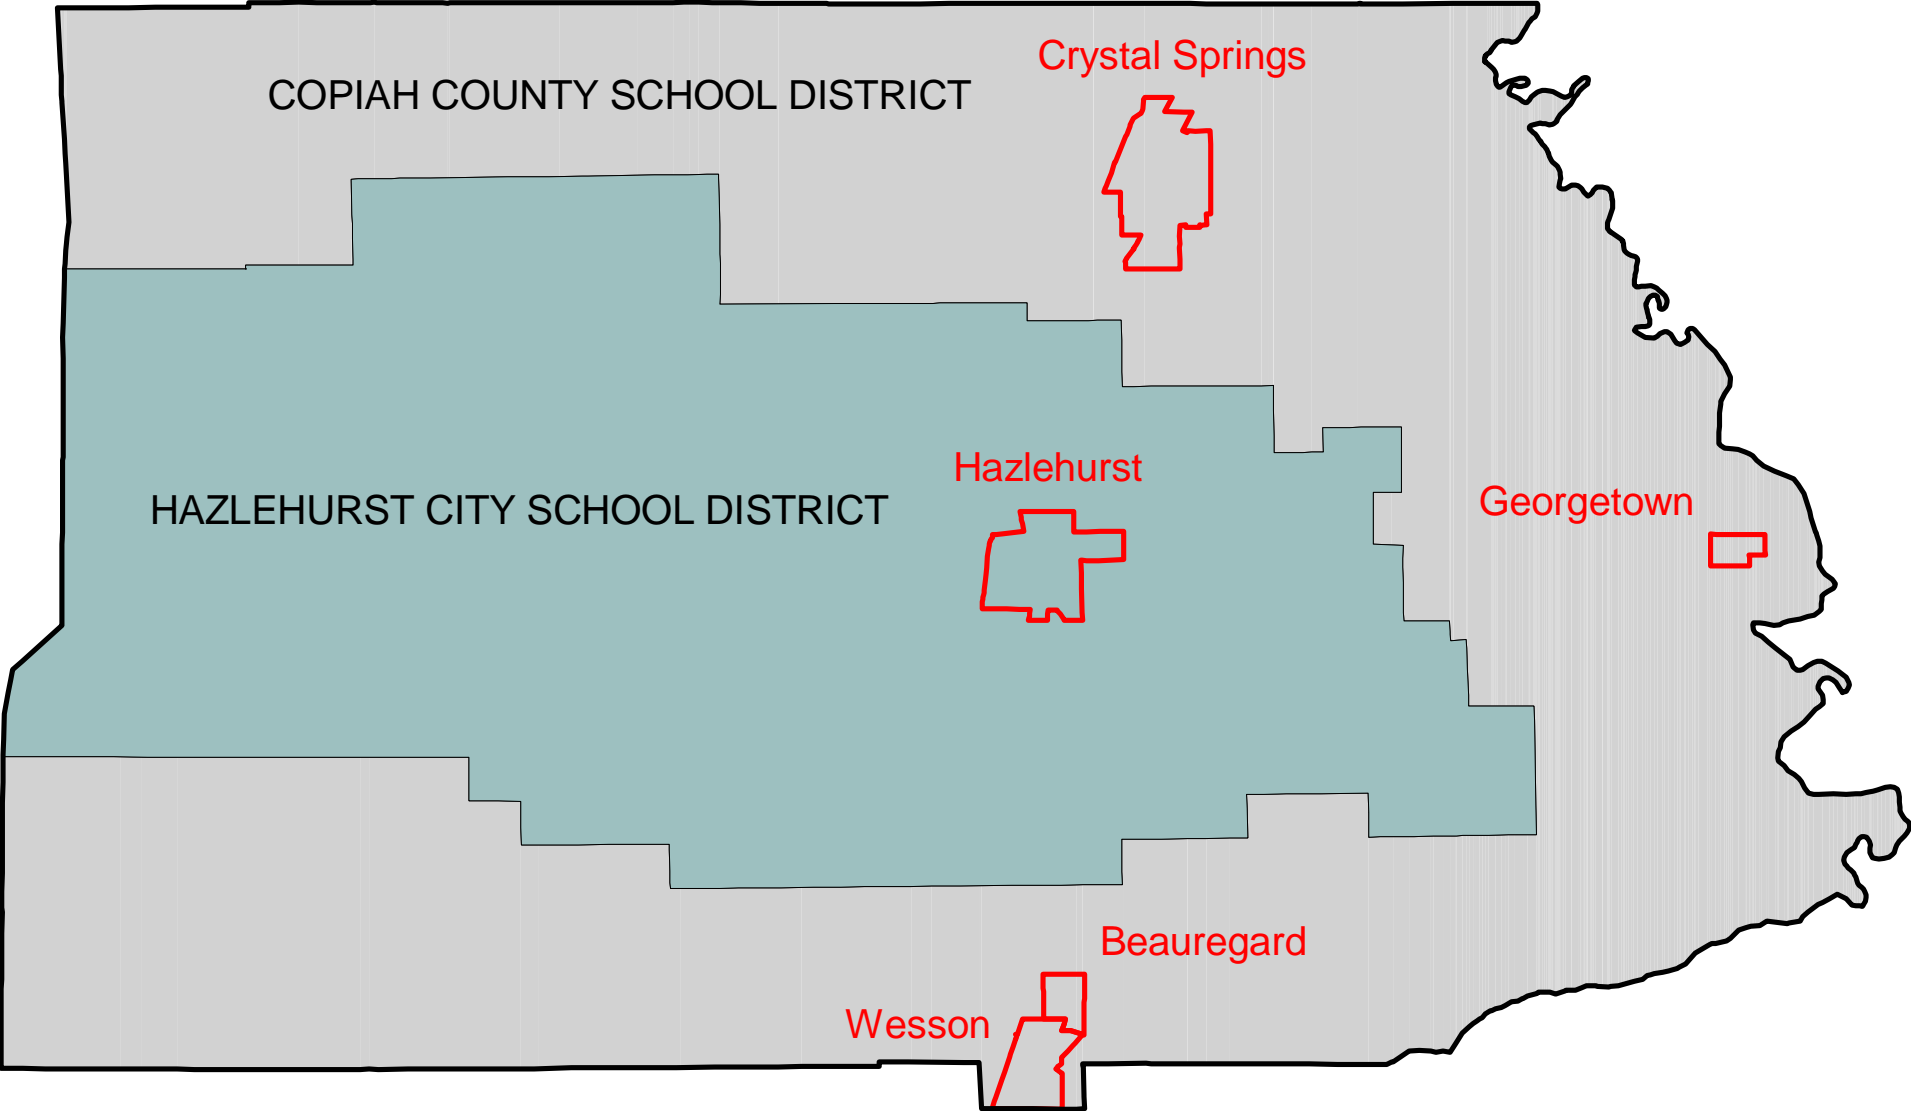 Crystal Springs
COPIAH COUNTY SCHOOL DISTRICT
Hazlehurst
Georgetown
HAZLEHURST CITY SCHOOL DISTRICT
Beauregard
Wesson